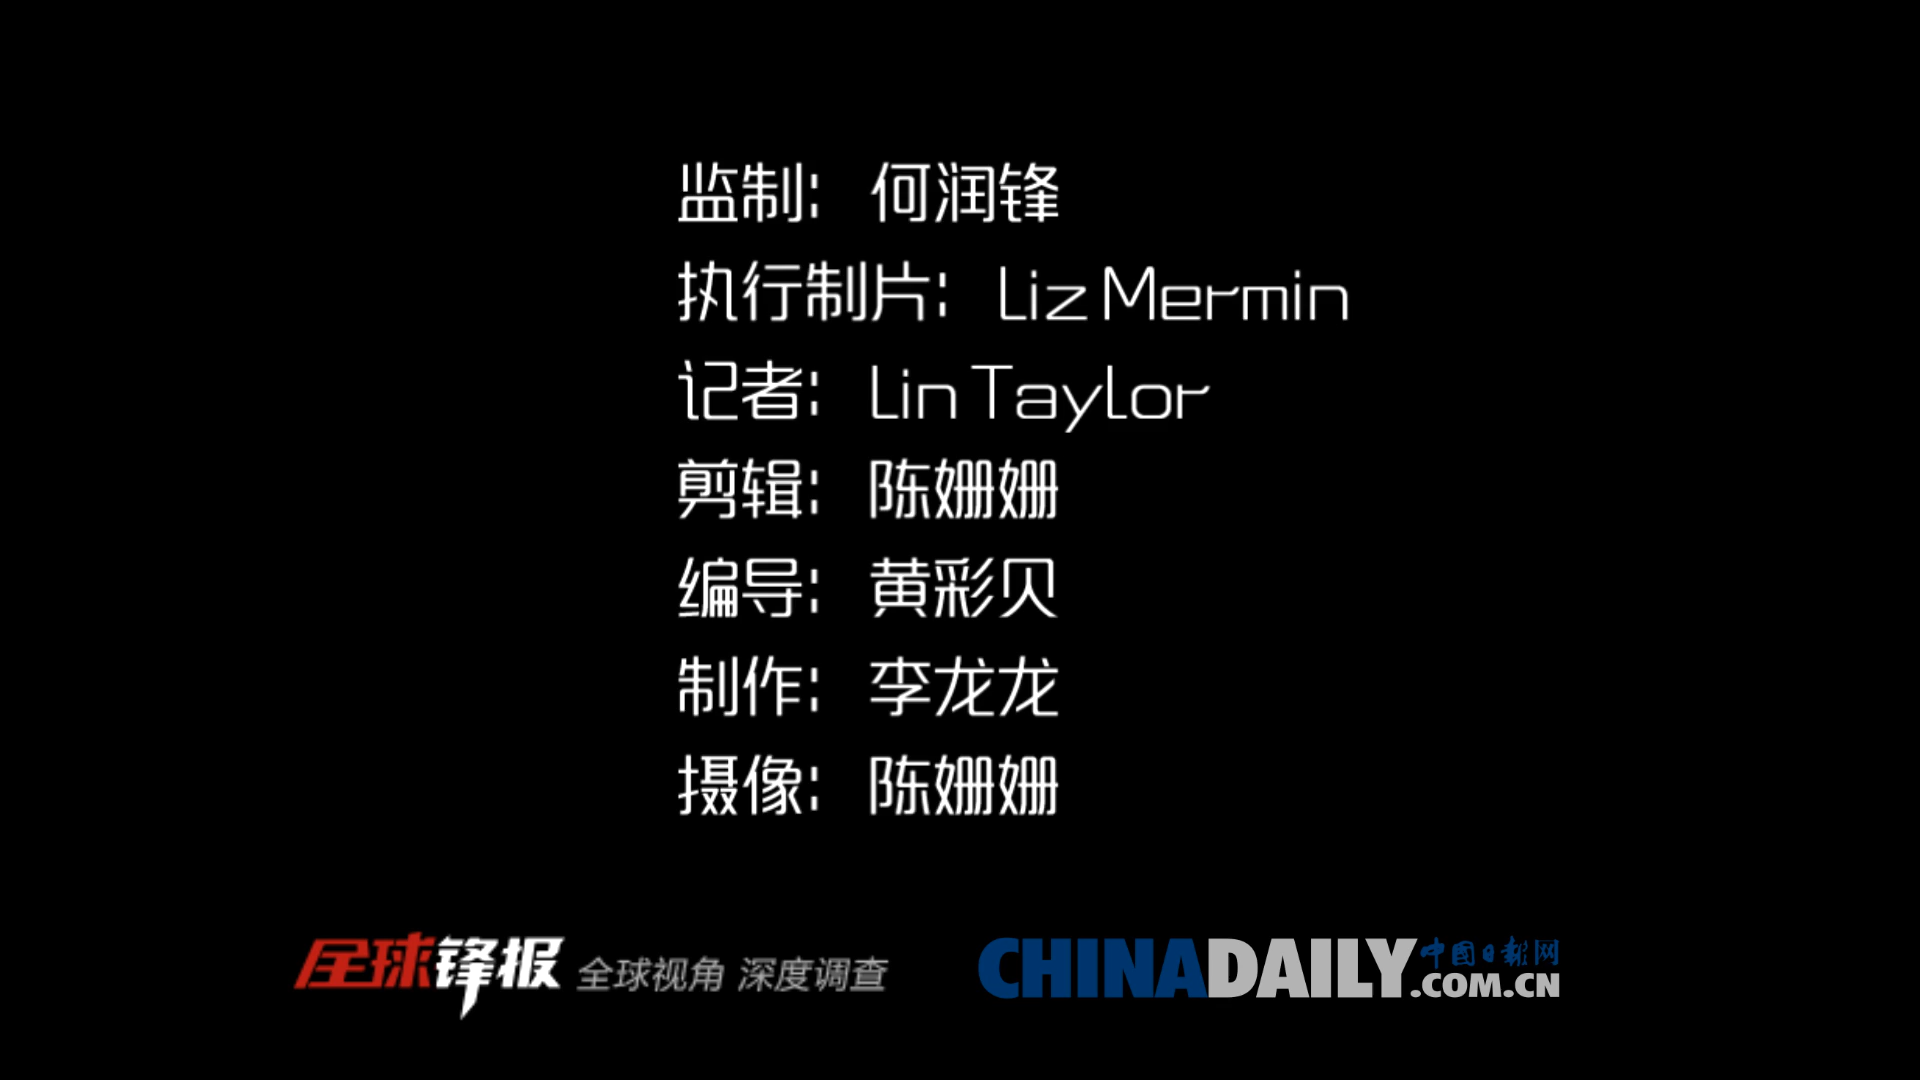 监制：何润锋
执行制片：Liz Mermin
记者：Lin Taylor
剪辑：陈姗姗
编导：黄彩贝
制作：李龙龙
摄像：陈姗姗
全球锋报 全球视角 深度调查
CHINADAILY 中国日报网
.COM.CN